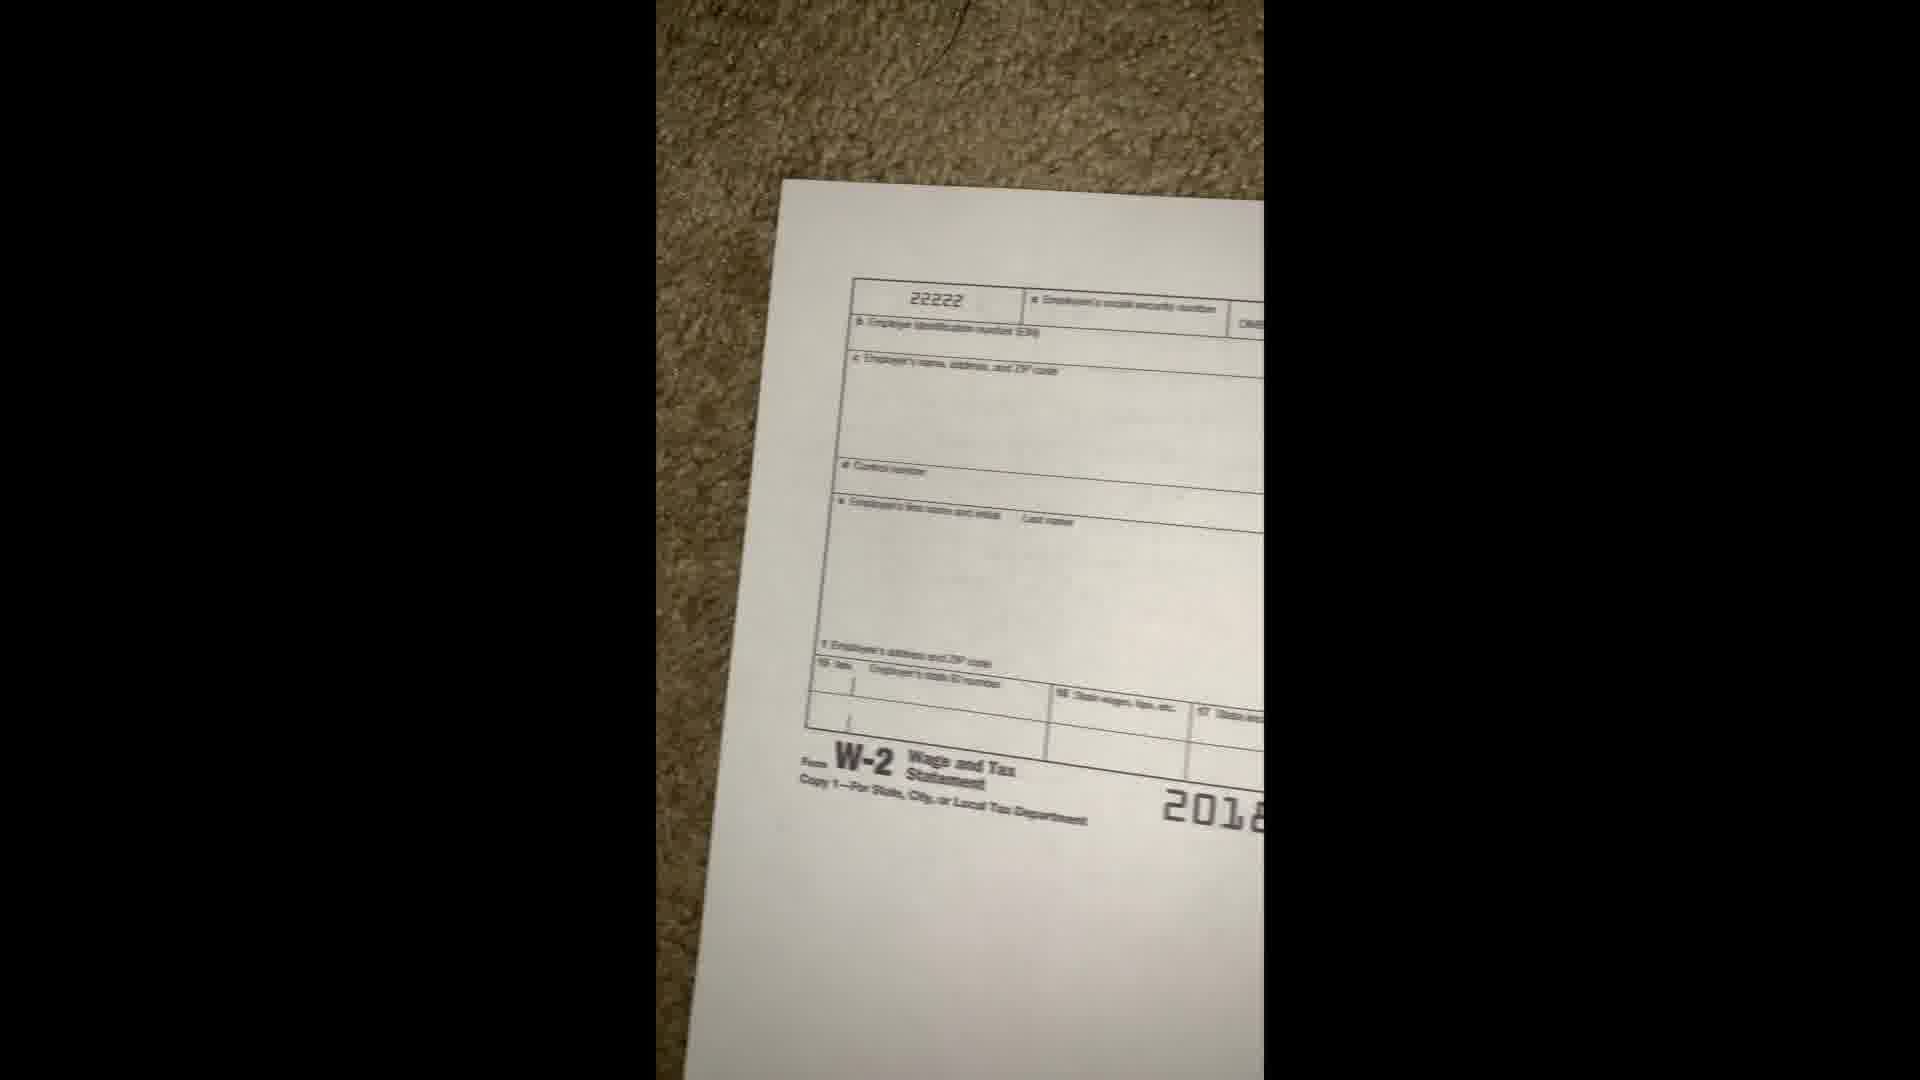 22222 a Employee's social security number OMB
b Employer identification number (EIN)
c Employer's name, address, and ZIP code
d Control number
e Employee's first name and initial Last name
f Employee's address and ZIP code
15 State Employer's state ID number 16 State wages, tips, etc. 17 State
Form W-2 Wage and Tax
Statement
Copy 1—For State, City, or Local Tax Department
2018